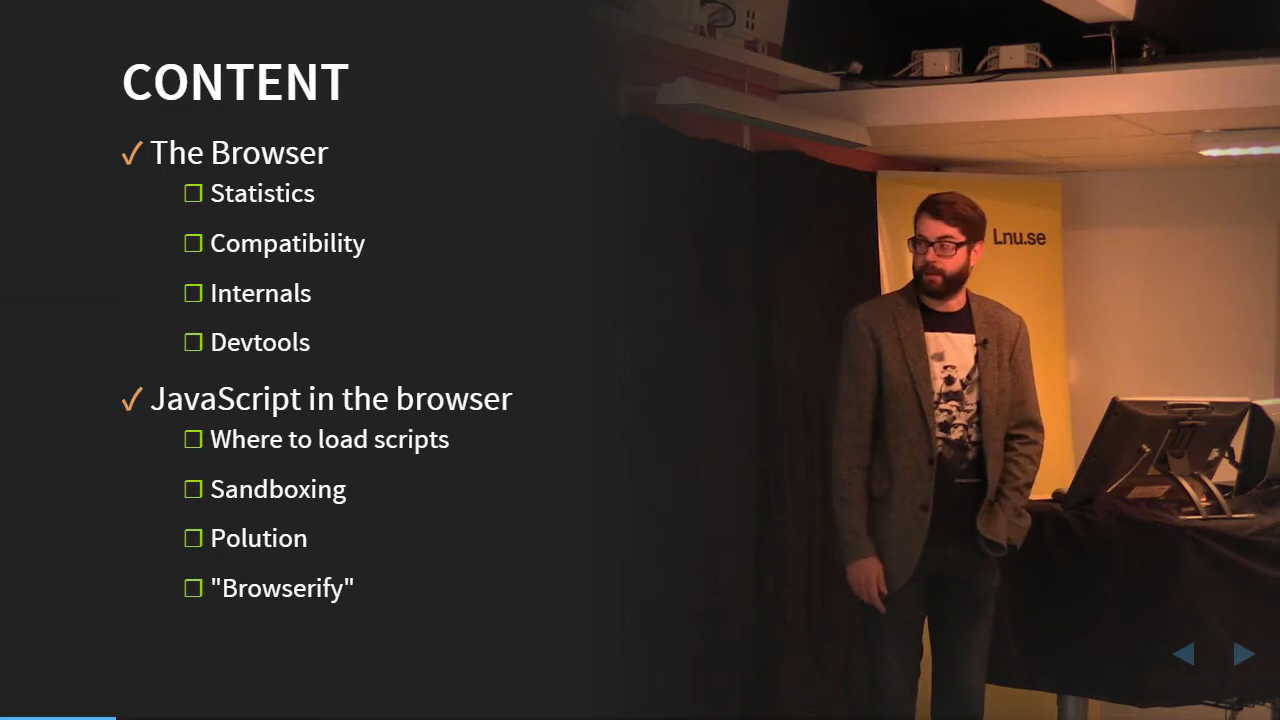 CONTENT
The Browser
Statistics
Compatibility
Internals
Devtools
JavaScript in the browser
Where to load scripts
Sandboxing
Polution
"Browserify"
Lnu.se